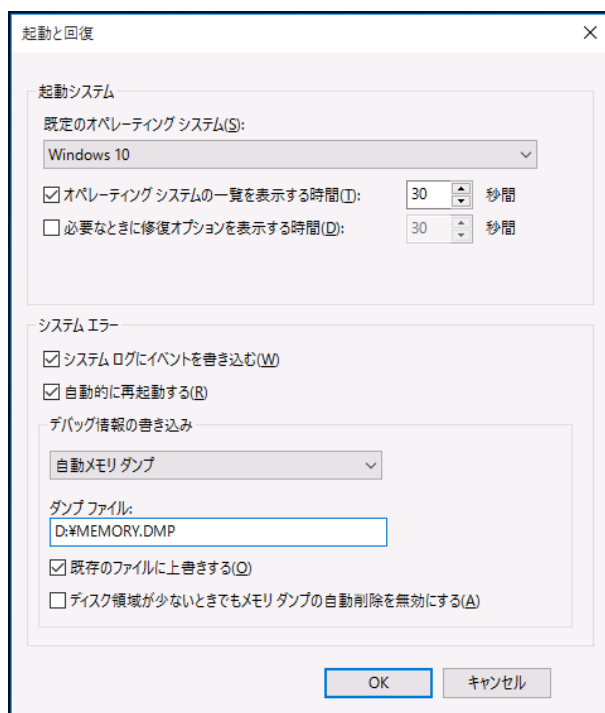 起動と回復
起動システム
既定のオペレーティング システム(S):
Windows 10
オペレーティング システムの一覧を表示する時間(T): 30 秒間
必要なときに修復オプションを表示する時間(D): 30 秒間
システム エラー
システム ログにイベントを書き込む(W)
自動的に再起動する(R)
デバッグ情報の書き込み
自動メモリ ダンプ
ダンプ ファイル:
D:¥MEMORY.DMP
既存のファイルに上書きする(O)
ディスク領域が少ないときでもメモリ ダンプの自動削除を無効にする(A)
OK キャンセル